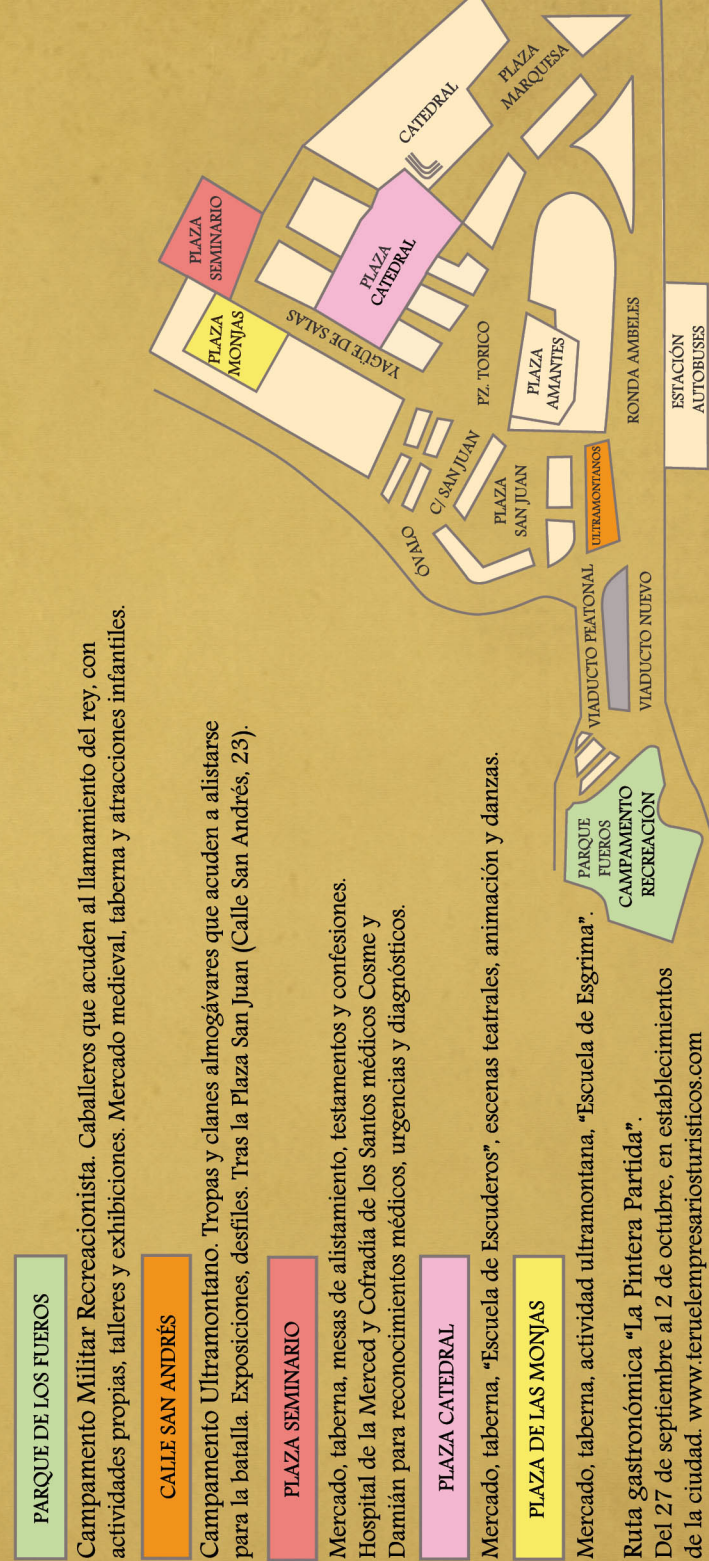 PARQUE DE LOS FUEROS
Campamento Militar Recreacionista. Caballeros que acuden al llamamiento del rey, con
actividades propias, talleres y exhibiciones. Mercado medieval, taberna y atracciones infantiles.
CALLE SAN ANDRÉS
Campamento Ultramontano. Tropas y clanes almogávares que acuden a alistarse
para la batalla. Exposiciones, desfiles. Tras la Plaza San Juan (Calle San Andrés, 23).
PLAZA SEMINARIO
Mercado, taberna, mesas de alistamiento, testamentos y confesiones.
Hospital de la Merced y Cofradía de los Santos médicos Cosme y
Damián para reconocimientos médicos, urgencias y diagnósticos.
PLAZA CATEDRAL
Mercado, taberna, “Escuela de Escuderos”, escenas teatrales, animación y danzas.
PLAZA DE LAS MONJAS
Mercado, taberna, actividad ultramontana, “Escuela de Esgrima”.
Ruta gastronómica “La Pintera Partida”.
Del 27 de septiembre al 2 de octubre, en establecimientos
de la ciudad. www.teruelempresariosturisticos.com
PLAZA
SEMINARIO
PLAZA
MONJAS
YAGÜE DE SALAS
PLAZA
CATEDRAL
CATEDRAL
PLAZA
MARQUESA
ÓVALO
C/ SAN JUAN
PLAZA
SAN JUAN
PZ. TORICO
PLAZA
AMANTES
ULTRAMONTANOS
RONDA AMBELES
ESTACIÓN
AUTOBUSES
VIADUCTO PEATONAL
VIADUCTO NUEVO
PARQUE
FUEROS
CAMPAMENTO
RECREACIÓN